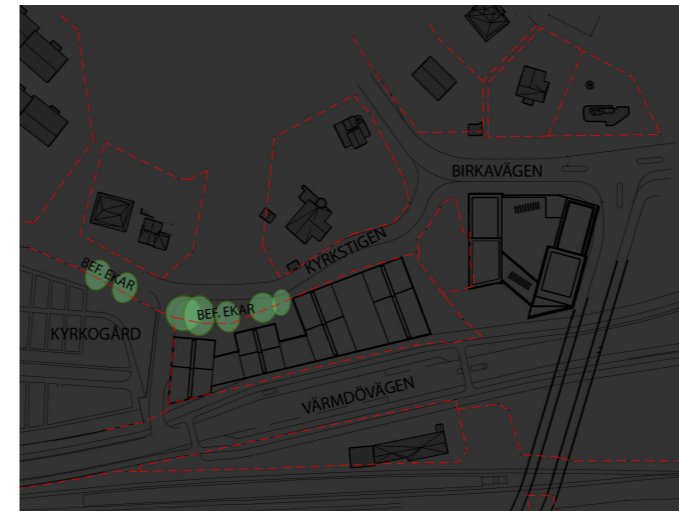 BIRKAVÄGEN
KYRKSTIGEN
BEF. EKAR
BEF. EKAR
KYRKOGÅRD
VÄRMDÖVÄGEN